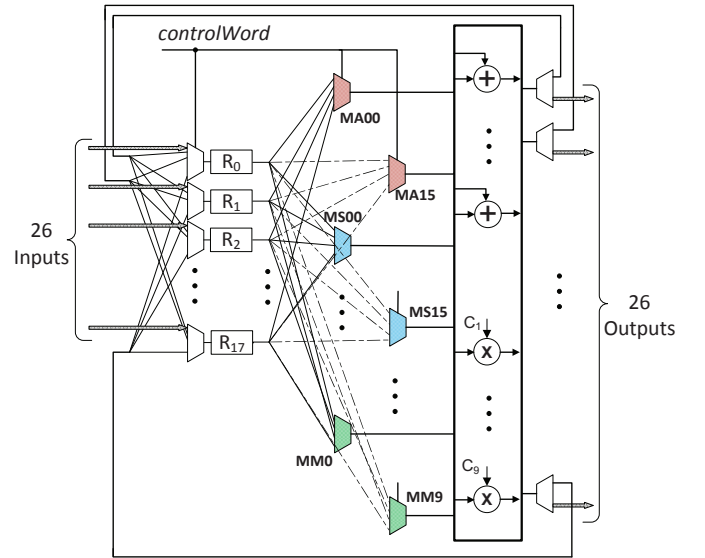 controlWord
MA00
MA15
MS00
MS15
MM0
MM9
R0
R1
R2
R17
26
Inputs
+
+
C1
X
C9
X
26
Outputs